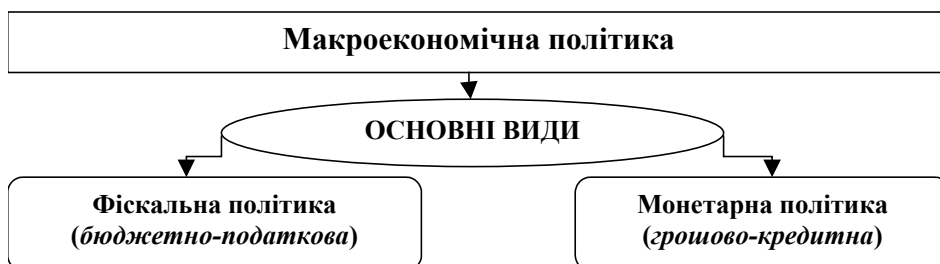 Макроекономічна політика
ОСНОВНІ ВИДИ
Фіскальна політика
(бюджетно-податкова)
Монетарна політика
(грошово-кредитна)